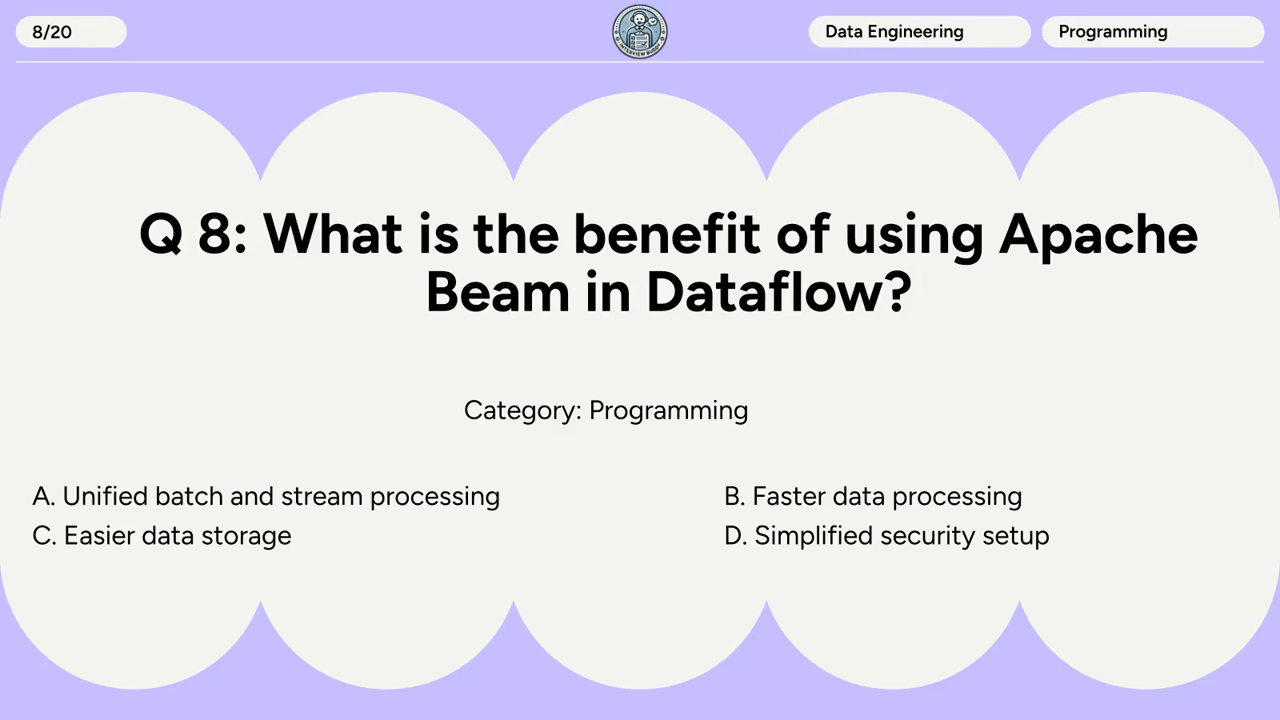 8/20
Data Engineering
Programming
Q 8: What is the benefit of using Apache
Beam in Dataflow?
Category: Programming
A. Unified batch and stream processing
B. Faster data processing
C. Easier data storage
D. Simplified security setup